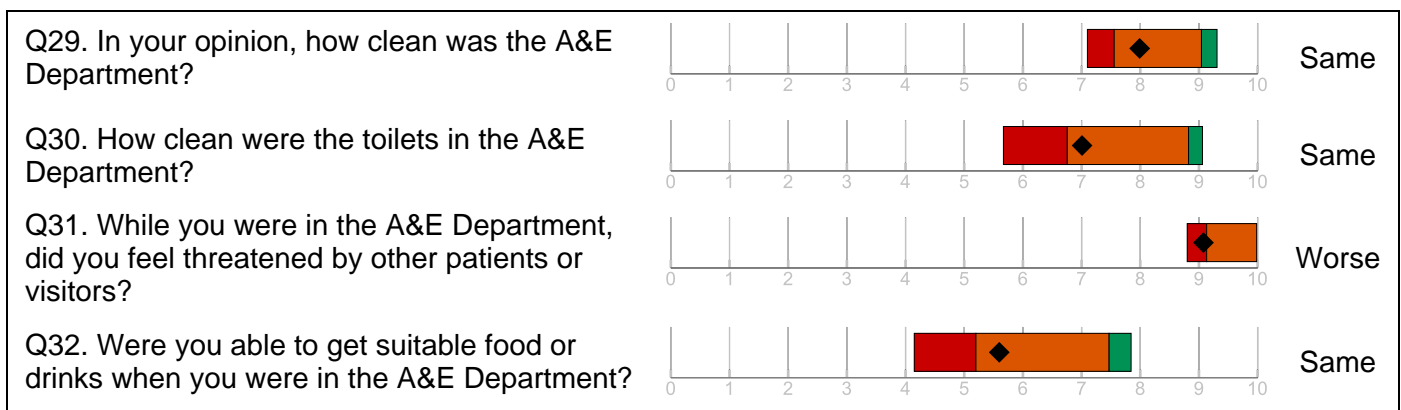 Q29. In your opinion, how clean was the A&E
Department?
0 1 2 3 4 5 6 7 8 9 10
Same
Q30. How clean were the toilets in the A&E
Department?
0 1 2 3 4 5 6 7 8 9 10
Same
Q31. While you were in the A&E Department,
did you feel threatened by other patients or
visitors?
0 1 2 3 4 5 6 7 8 9 10
Worse
Q32. Were you able to get suitable food or
drinks when you were in the A&E Department?
0 1 2 3 4 5 6 7 8 9 10
Same